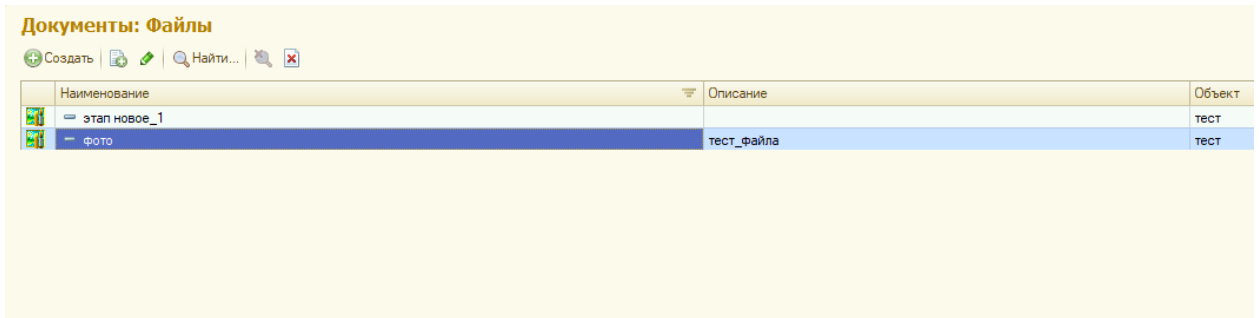 Документы: Файлы
Создать Найти...
Наименование Описание Объект
этап новое_1 тест
фото тест_файла тест